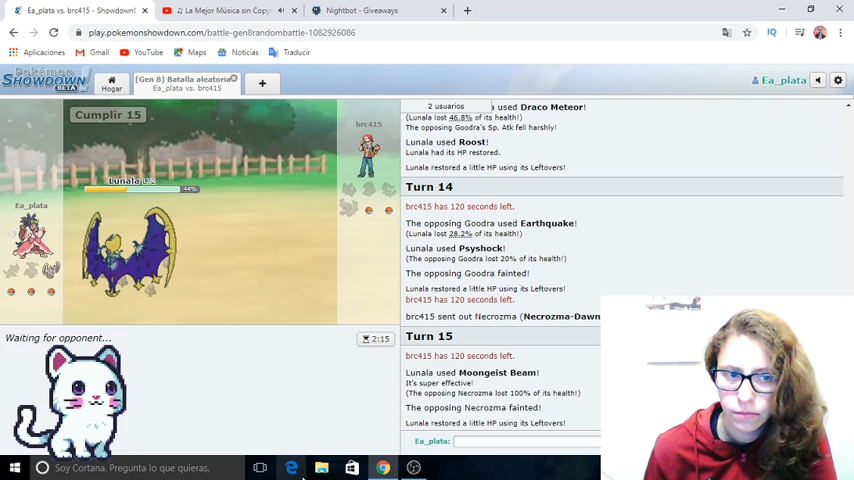 Ea_plata vs. brc415 - Showdown!
La Mejor Música sin Copy
Nightbot - Giveaways
play.pokemonshowdown.com/battle-gen8randombattle-1082926086
Aplicaciones
Gmail
YouTube
Maps
Noticias
Traducir
Pokémon
SHOWDOWN
BETA
Hogar
[Gen 8] Batalla aleatoria
Ea_plata vs. brc415
Ea_plata
Cumplir 15
brc415
Lunala
44%
Ea_plata
2 usuarios
used Draco Meteor!
(Lunala lost 46.8% of its health!)
The opposing Goodra's Sp. Atk fell harshly!
Lunala used Roost!
Lunala had its HP restored.
Lunala restored a little HP using its Leftovers!
Turn 14
brc415 has 120 seconds left.
The opposing Goodra used Earthquake!
(Lunala lost 28.2% of its health!)
Lunala used Psyshock!
(The opposing Goodra lost 20% of its health!)
The opposing Goodra fainted!
Lunala restored a little HP using its Leftovers!
brc415 has 120 seconds left.
brc415 sent out Necrozma (Necrozma-Dawn
Turn 15
brc415 has 120 seconds left.
Lunala used Moongeist Beam!
It's super effective!
(The opposing Necrozma lost 100% of its health!)
The opposing Necrozma fainted!
Lunala restored a little HP using its Leftovers!
Ea_plata:
Waiting for opponent...
2:15
Soy Cortana. Pregunta lo que quieras.